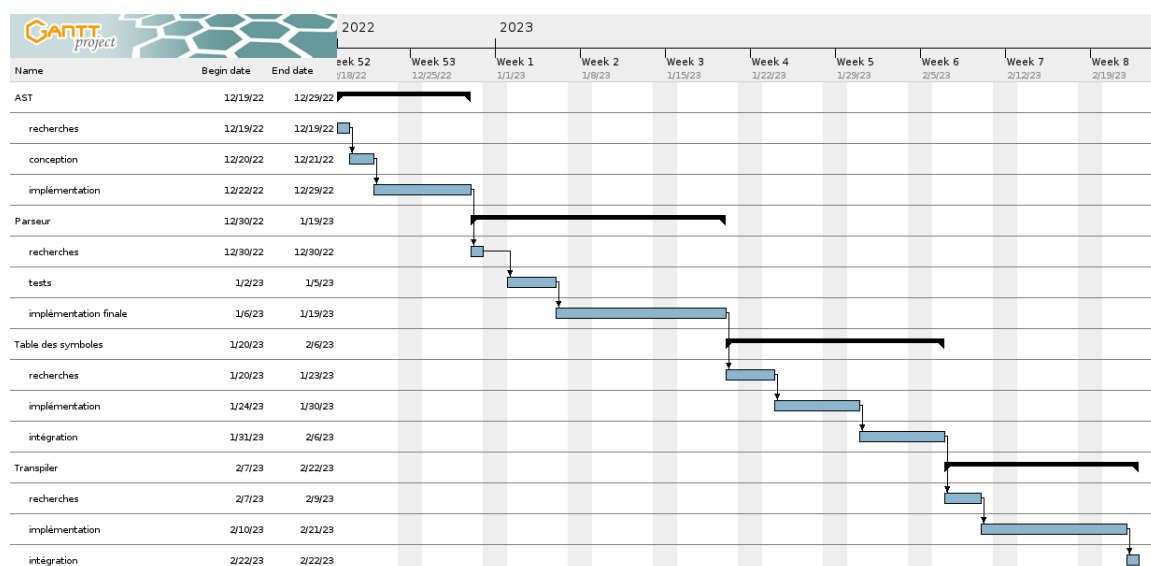 GANTT project
2022 2023
Name Begin date End date
eek 52 Week 53 Week 1 Week 2 Week 3 Week 4 Week 5 Week 6 Week 7 Week 8
/18/22 12/25/22 1/1/23 1/8/23 1/15/23 1/22/23 1/29/23 2/5/23 2/12/23 2/19/23
AST 12/19/22 12/29/22
recherches 12/19/22 12/19/22
conception 12/20/22 12/21/22
implémentation 12/22/22 12/29/22
Parseur 12/30/22 1/19/23
recherches 12/30/22 12/30/22
tests 1/2/23 1/5/23
implémentation finale 1/6/23 1/19/23
Table des symboles 1/20/23 2/6/23
recherches 1/20/23 1/23/23
implémentation 1/24/23 1/30/23
intégration 1/31/23 2/6/23
Transpiler 2/7/23 2/22/23
recherches 2/7/23 2/9/23
implémentation 2/10/23 2/21/23
intégration 2/22/23 2/22/23